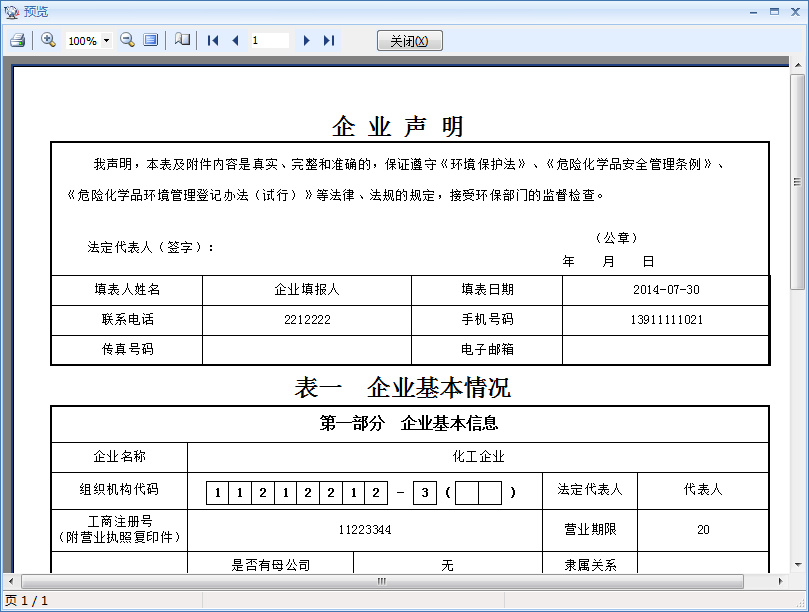 预览
100%
1
关闭(X)
企 业 声 明
我声明，本表及附件内容是真实、完整和准确的，保证遵守《环境保护法》、《危险化学品安全管理条例》、
《危险化学品环境管理登记办法（试行）》等法律、法规的规定，接受环保部门的监督检查。
（公章）
法定代表人（签字）：
年 月 日
填表人姓名 企业填报人 填表日期 2014-07-30
联系电话 2212222 手机号码 13911111021
传真号码 电子邮箱
表一 企业基本情况
第一部分 企业基本信息
企业名称 化工企业
组织机构代码 1 1 2 1 2 2 1 2 - 3 ( ) 法定代表人 代表人
工商注册号
（附营业执照复印件） 11223344 营业期限 20
是否有母公司 无 隶属关系
页 1 / 1